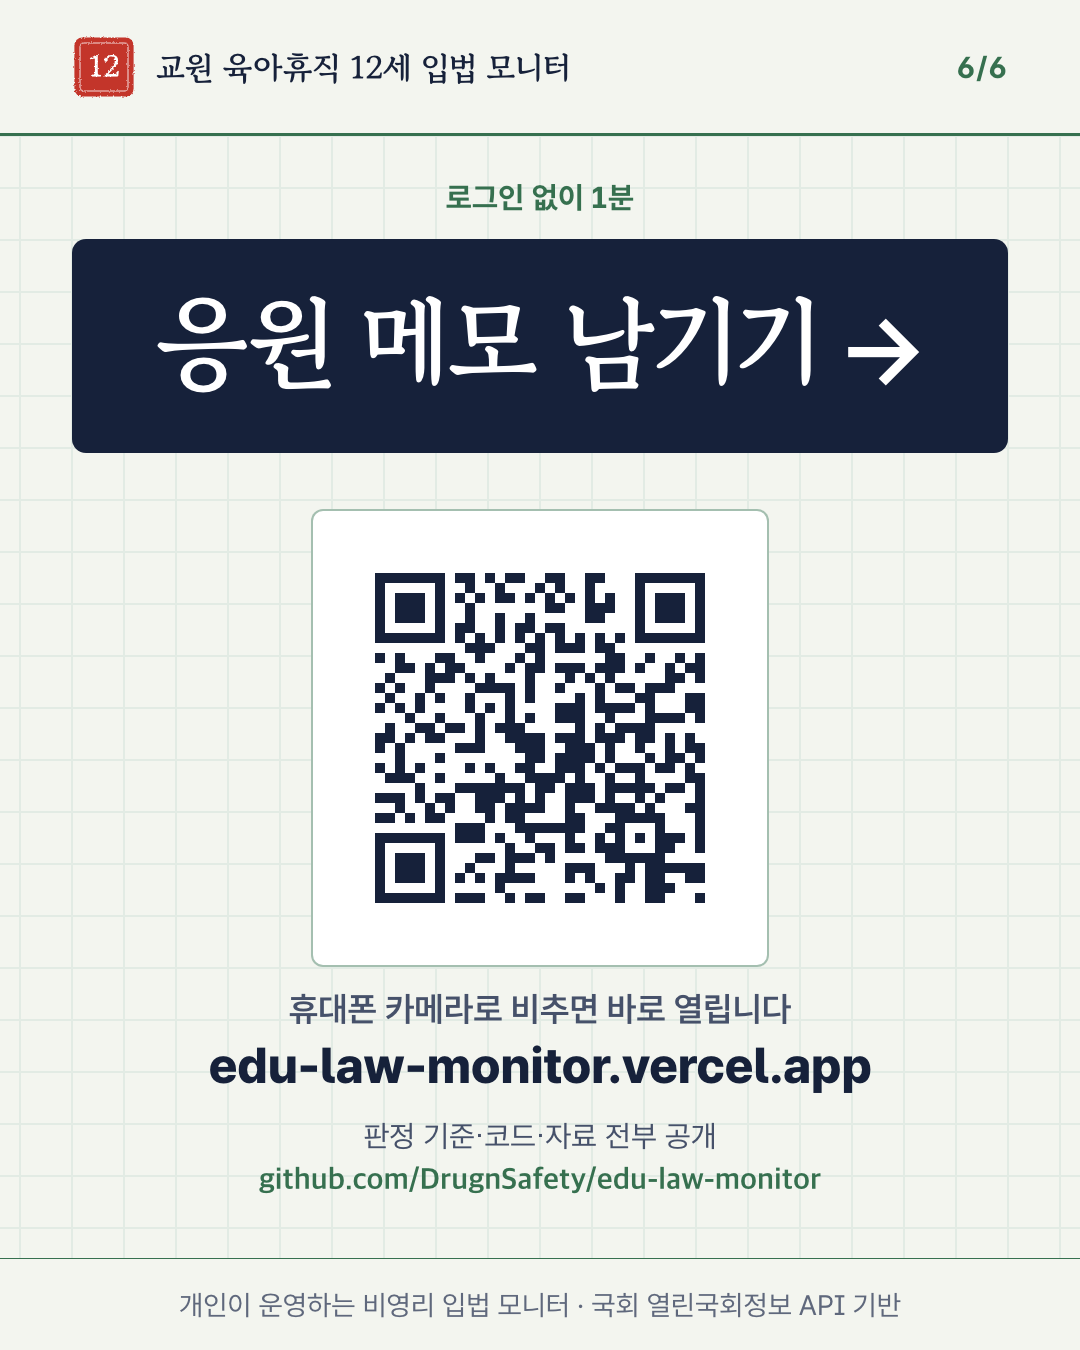 12 교원 육아휴직 12세 입법 모니터
6/6
로그인 없이 1분
응원 메모 남기기 →
휴대폰 카메라로 비추면 바로 열립니다
edu-law-monitor.vercel.app
판정 기준·코드·자료 전부 공개
github.com/DrugnSafety/edu-law-monitor
개인이 운영하는 비영리 입법 모니터 · 국회 열린국회정보 API 기반